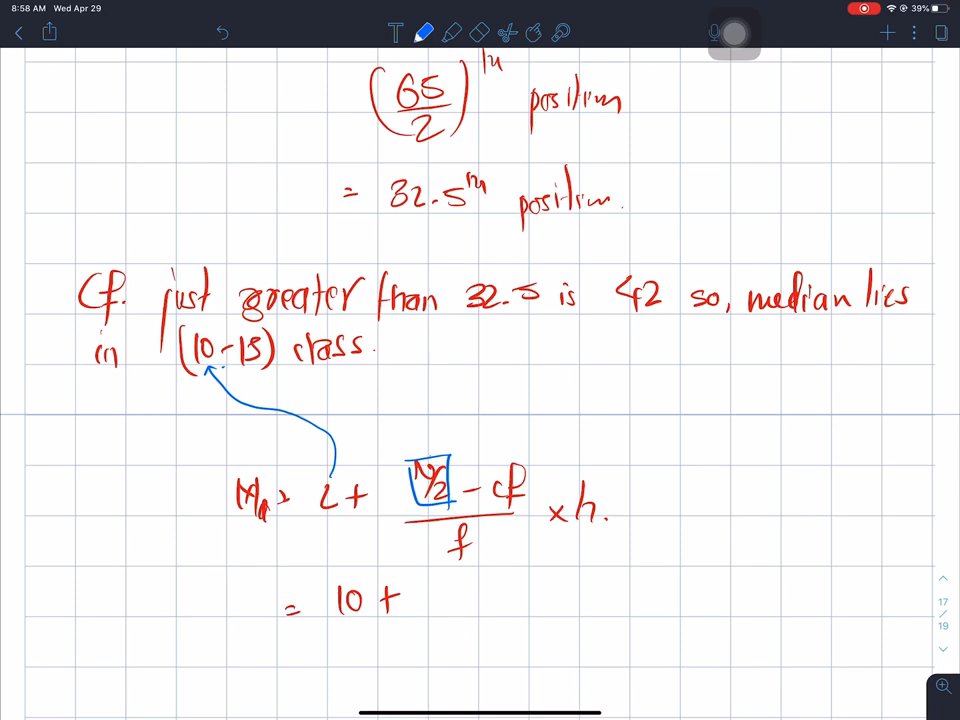 8:58 AM Wed Apr 29
39%
(65/2)th position
= 32.5th position.
Cf. just greater than 32.5 is 42 so, median lies
in (10-15) class.
Md = L + (N/2 - cf)/f × h.
= 10 +
17
/
19